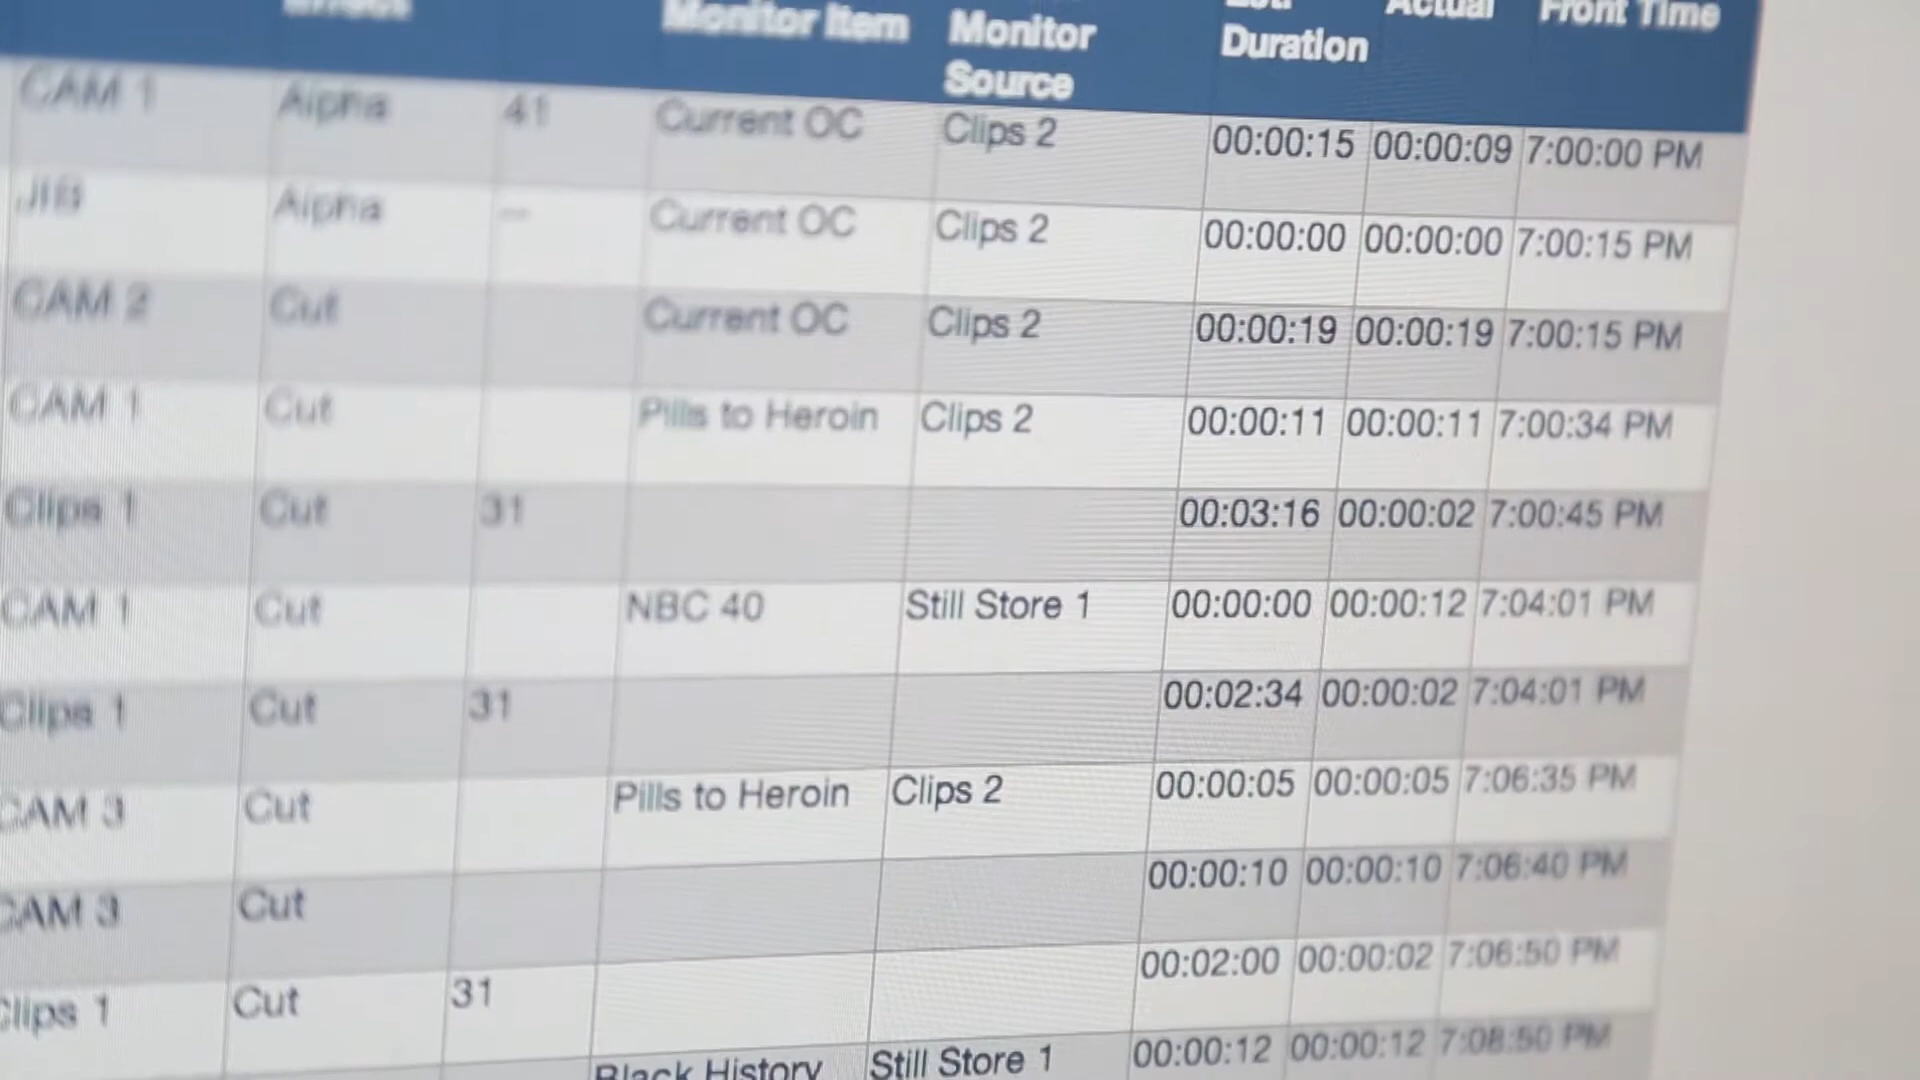 Effect Monitor Item Monitor Source Est. Duration Actual Front Time
CAM 1 Alpha 41 Current OC Clips 2 00:00:15 00:00:09 7:00:00 PM
JIB Alpha -- Current OC Clips 2 00:00:00 00:00:00 7:00:15 PM
CAM 2 Cut Current OC Clips 2 00:00:19 00:00:19 7:00:15 PM
CAM 1 Cut Pills to Heroin Clips 2 00:00:11 00:00:11 7:00:34 PM
Clips 1 Cut 31 00:03:16 00:00:02 7:00:45 PM
CAM 1 Cut NBC 40 Still Store 1 00:00:00 00:00:12 7:04:01 PM
Clips 1 Cut 31 00:02:34 00:00:02 7:04:01 PM
CAM 3 Cut Pills to Heroin Clips 2 00:00:05 00:00:05 7:06:35 PM
CAM 3 Cut 00:00:10 00:00:10 7:06:40 PM
Clips 1 Cut 31 00:02:00 00:00:02 7:06:50 PM
Black History Still Store 1 00:00:12 00:00:12 7:08:50 PM